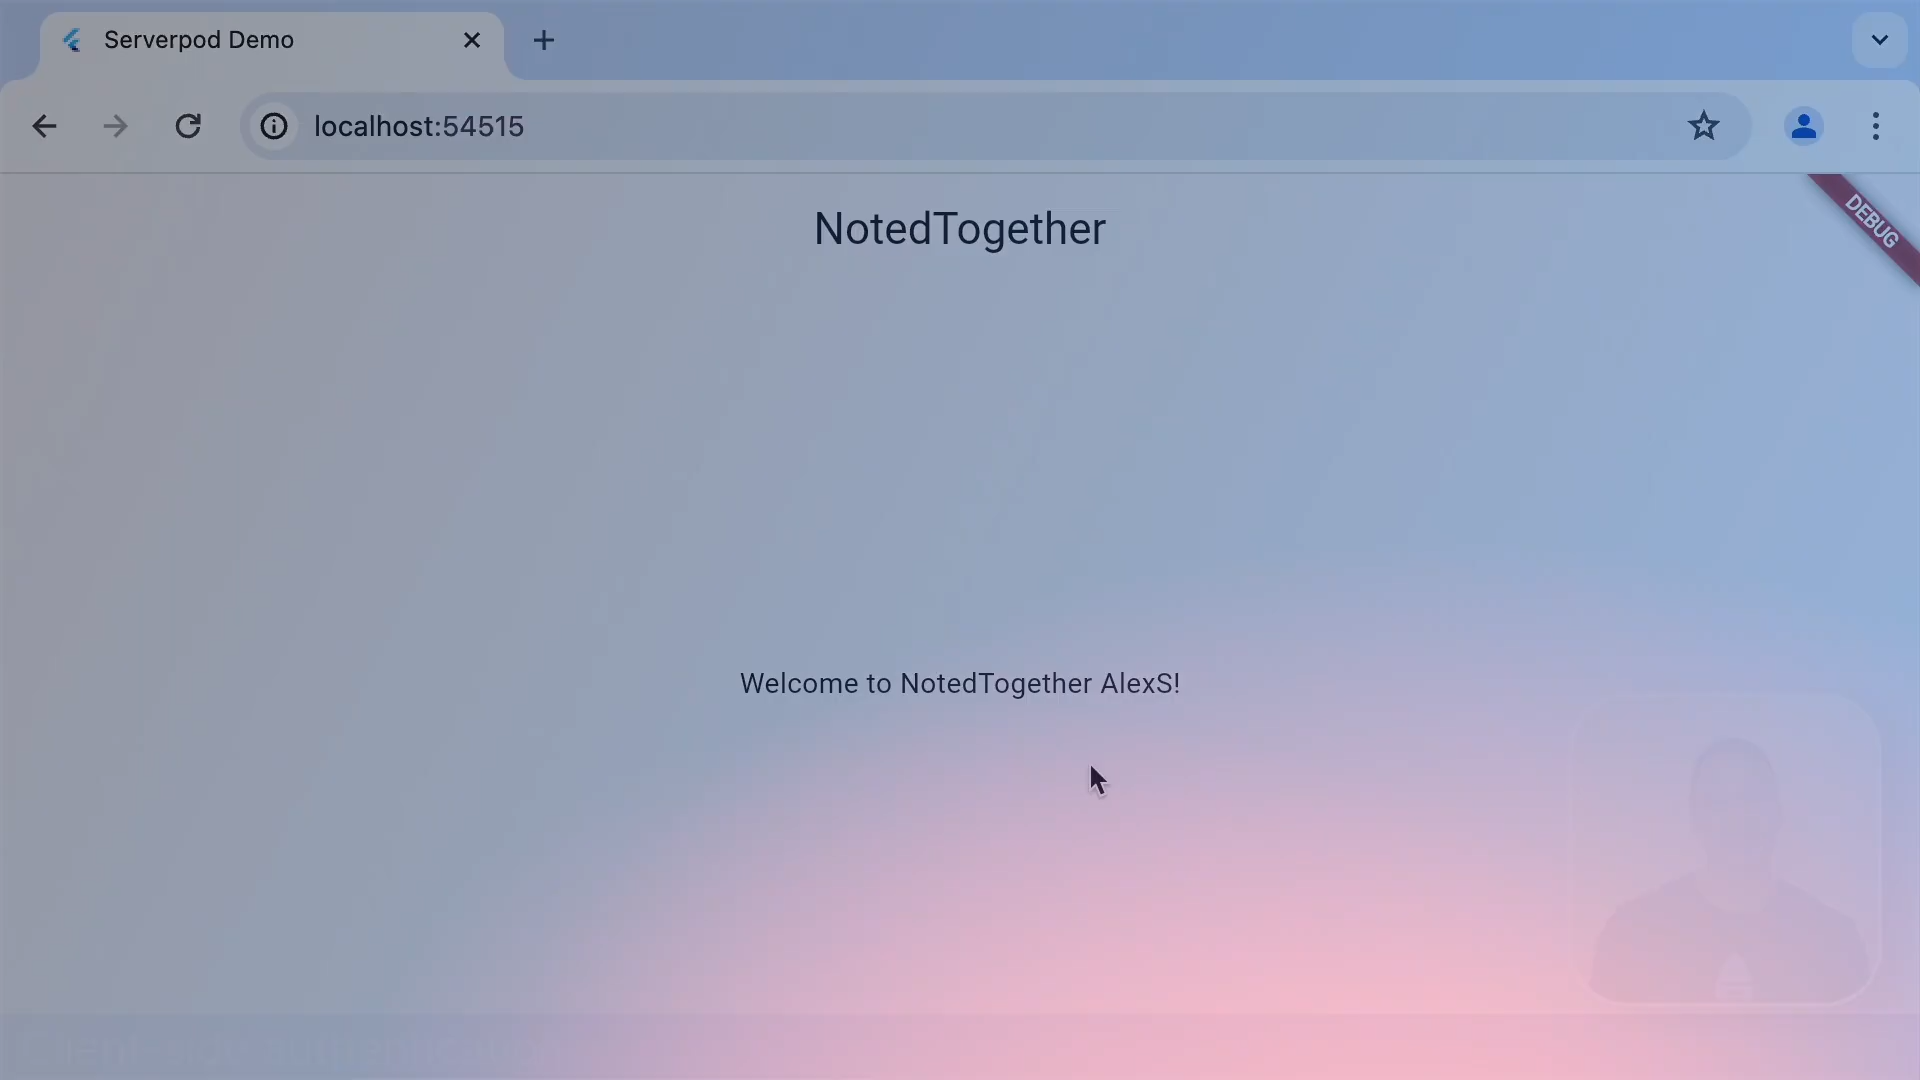 Serverpod Demo
localhost:54515
DEBUG
NotedTogether
Welcome to NotedTogether AlexS!